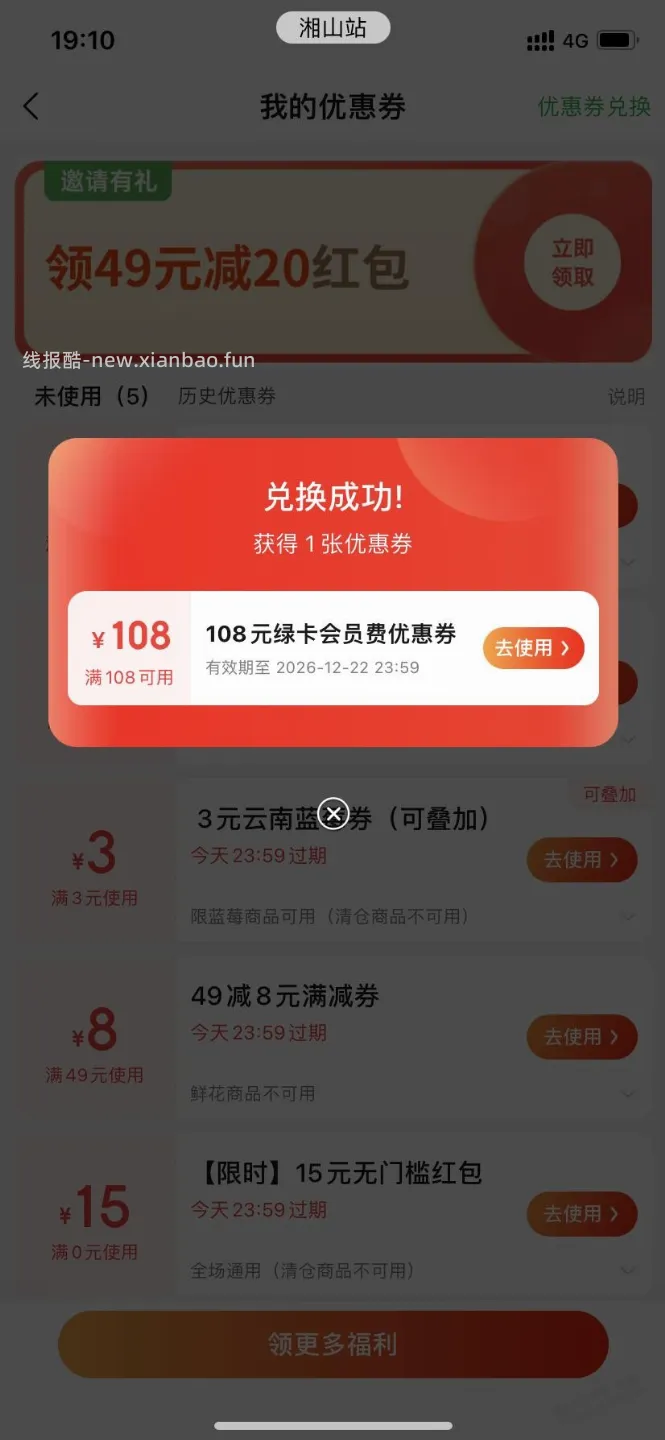 19:10
湘山站
4G
我的优惠券
优惠券兑换
邀请有礼
领49元减20红包
立即
领取
线报酷-new.xianbao.fun
未使用（5）
历史优惠券
说明
兑换成功!
获得 1 张优惠券
¥108
满108可用
108元绿卡会员费优惠券
有效期至 2026-12-22 23:59
去使用
可叠加
¥3
满3元使用
3元云南蓝莓券（可叠加）
今天23:59过期
限蓝莓商品可用（清仓商品不可用）
去使用
¥8
满49元使用
49减8元满减券
今天23:59过期
鲜花商品不可用
去使用
¥15
满0元使用
【限时】15元无门槛红包
今天23:59过期
全场通用（清仓商品不可用）
去使用
领更多福利